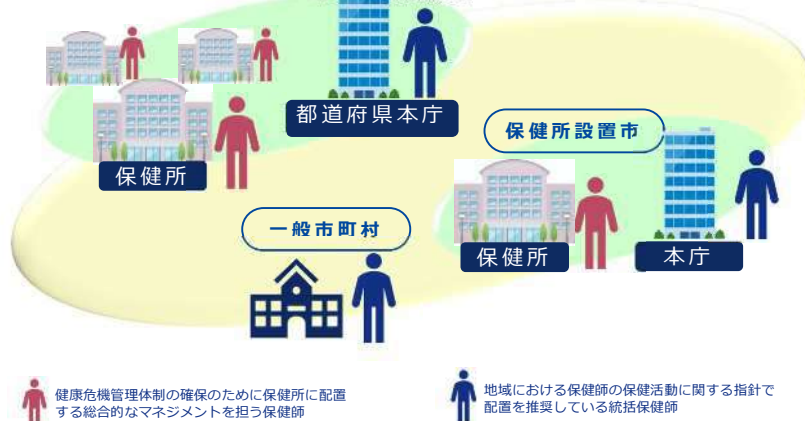 都道府県本庁
保健所設置市
保健所
一般市町村
保健所
本庁
健康危機管理体制の確保のために保健所に配置
する総合的なマネジメントを担う保健師
地域における保健師の保健活動に関する指針で
配置を推奨している統括保健師